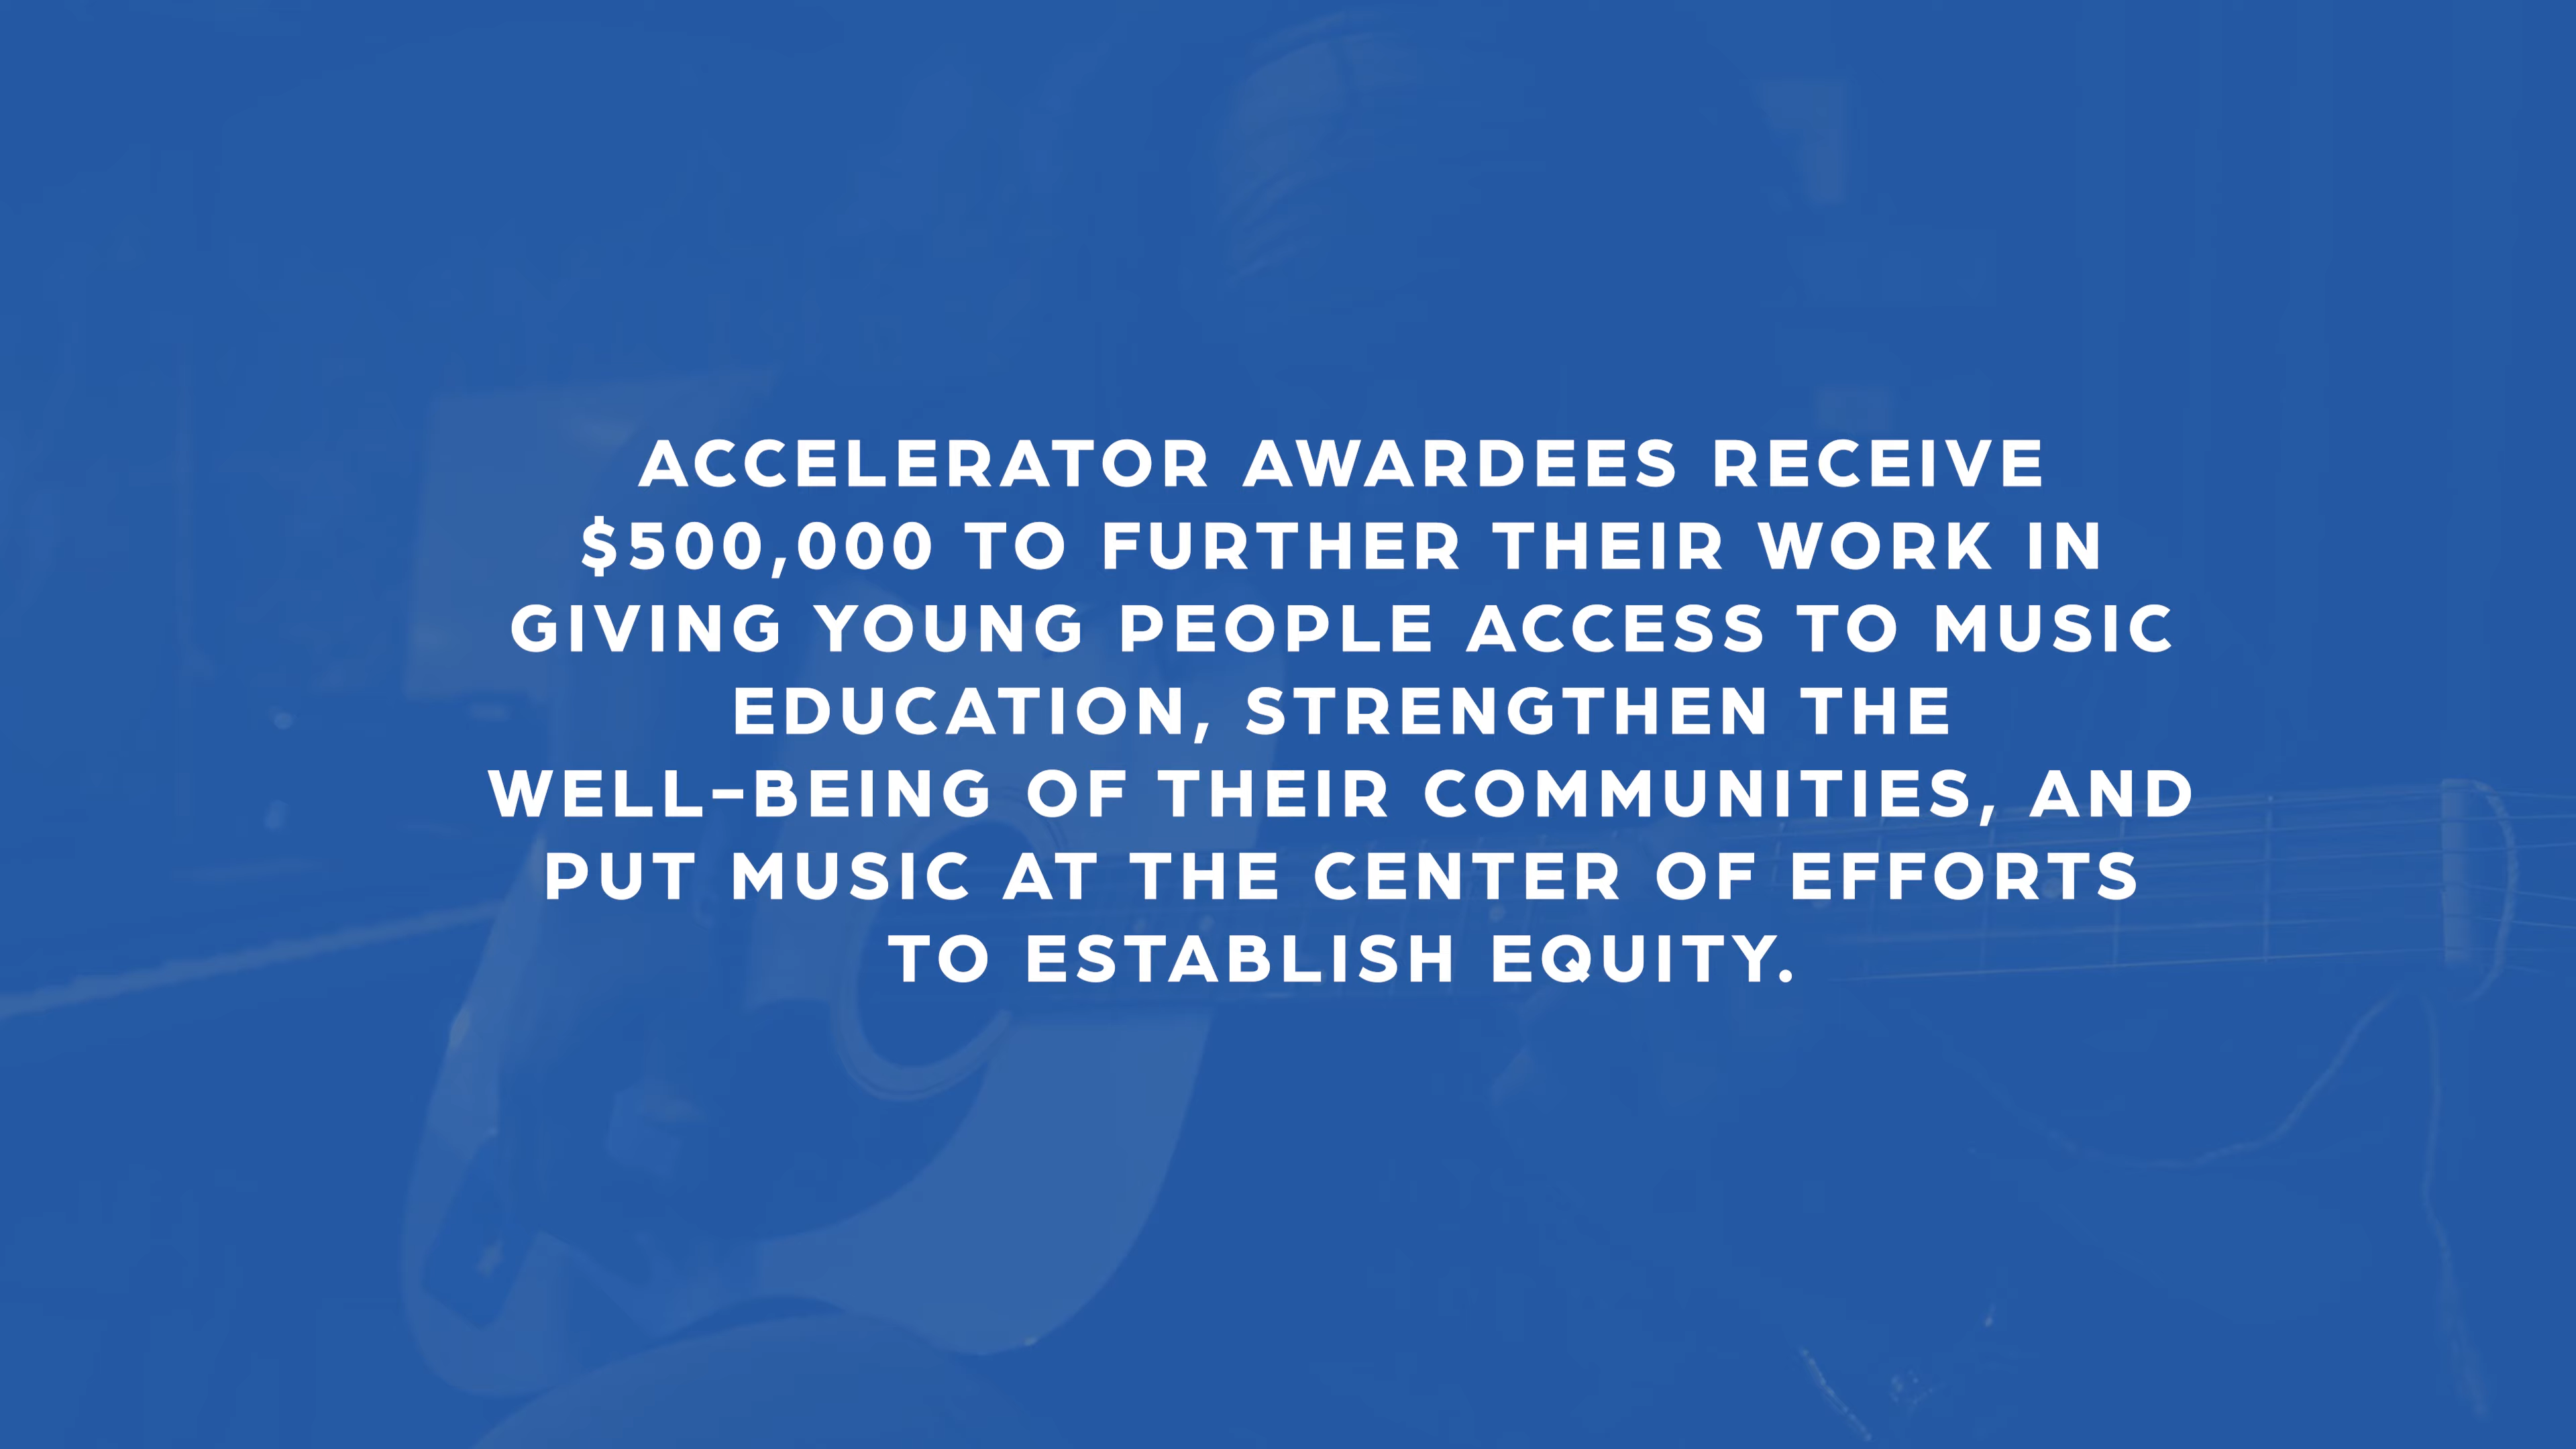 ACCELERATOR AWARDEES RECEIVE
$500,000 TO FURTHER THEIR WORK IN
GIVING YOUNG PEOPLE ACCESS TO MUSIC
EDUCATION, STRENGTHEN THE
WELL-BEING OF THEIR COMMUNITIES, AND
PUT MUSIC AT THE CENTER OF EFFORTS
TO ESTABLISH EQUITY.